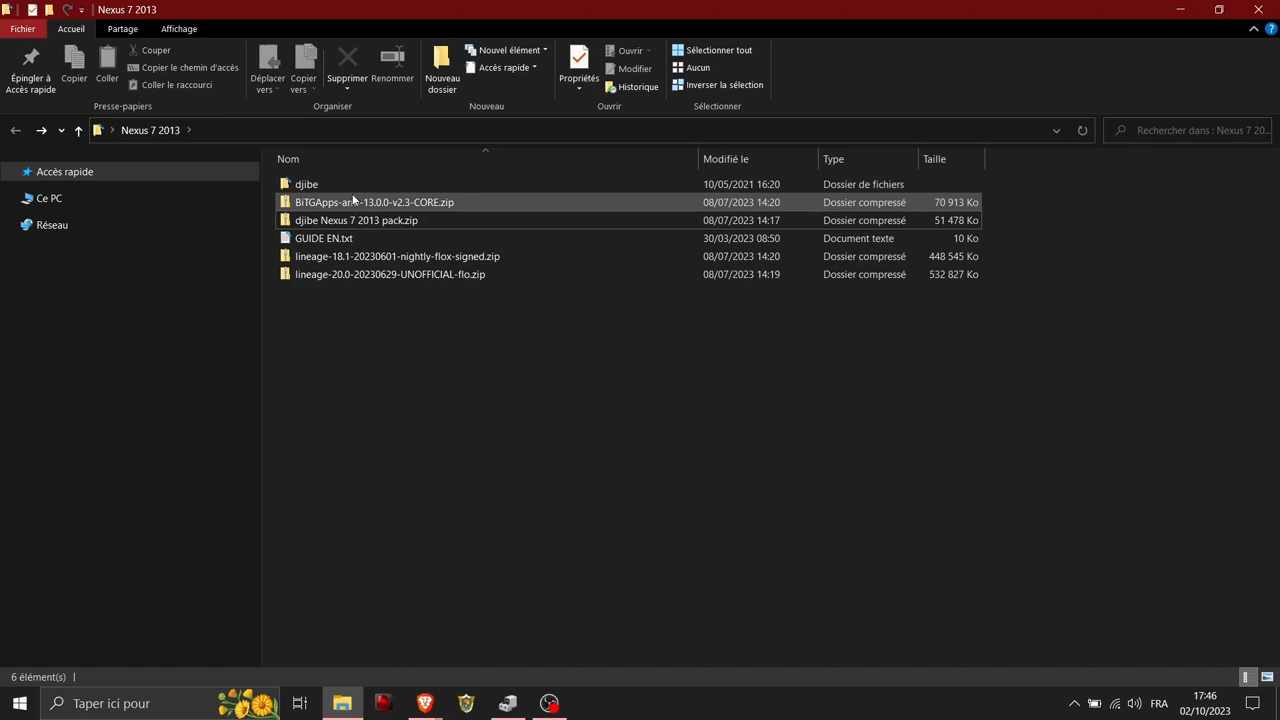 Nexus 7 2013
Fichier
Accueil
Partage
Affichage
Épingler à
Accès rapide
Copier
Coller
Couper
Copier le chemin d'accès
Coller le raccourci
Presse-papiers
Déplacer
vers
Copier
vers
Supprimer
Renommer
Organiser
Nouveau
dossier
Nouvel élément
Accès rapide
Nouveau
Propriétés
Ouvrir
Modifier
Historique
Ouvrir
Sélectionner tout
Aucun
Inverser la sélection
Sélectionner
Nexus 7 2013
Rechercher dans : Nexus 7 20...
Accès rapide
Ce PC
Réseau
Nom Modifié le Type Taille
djibe 10/05/2021 16:20 Dossier de fichiers
-13.0.0-v2.3-CORE.zip 08/07/2023 14:20 Dossier compressé 70 913 Ko
djibe Nexus 7 2013 pack.zip 08/07/2023 14:17 Dossier compressé 51 478 Ko
GUIDE EN.txt 30/03/2023 08:50 Document texte 10 Ko
lineage-18.1-20230601-nightly-flox-signed.zip 08/07/2023 14:20 Dossier compressé 448 545 Ko
lineage-20.0-20230629-UNOFFICIAL-flo.zip 08/07/2023 14:19 Dossier compressé 532 827 Ko
6 élément(s)
Taper ici pour
FRA
17:46
02/10/2023